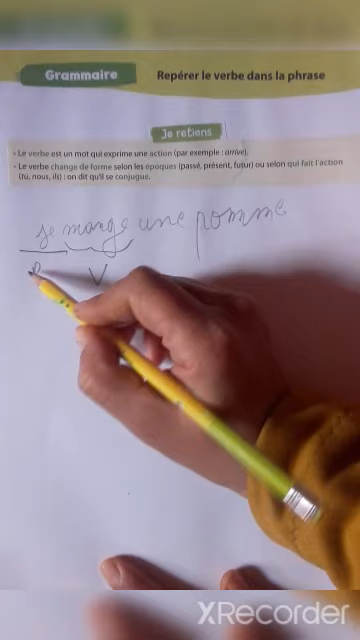 Grammaire Repérer le verbe dans la phrase
Je retiens
• Le verbe est un mot qui exprime une action (par exemple : arrive).
• Le verbe change de forme selon les époques (passé, présent, futur) ou selon qui fait l'action
(tu, nous, ils) : on dit qu'il se conjugue.
je mange une pomme
V
XRecorder